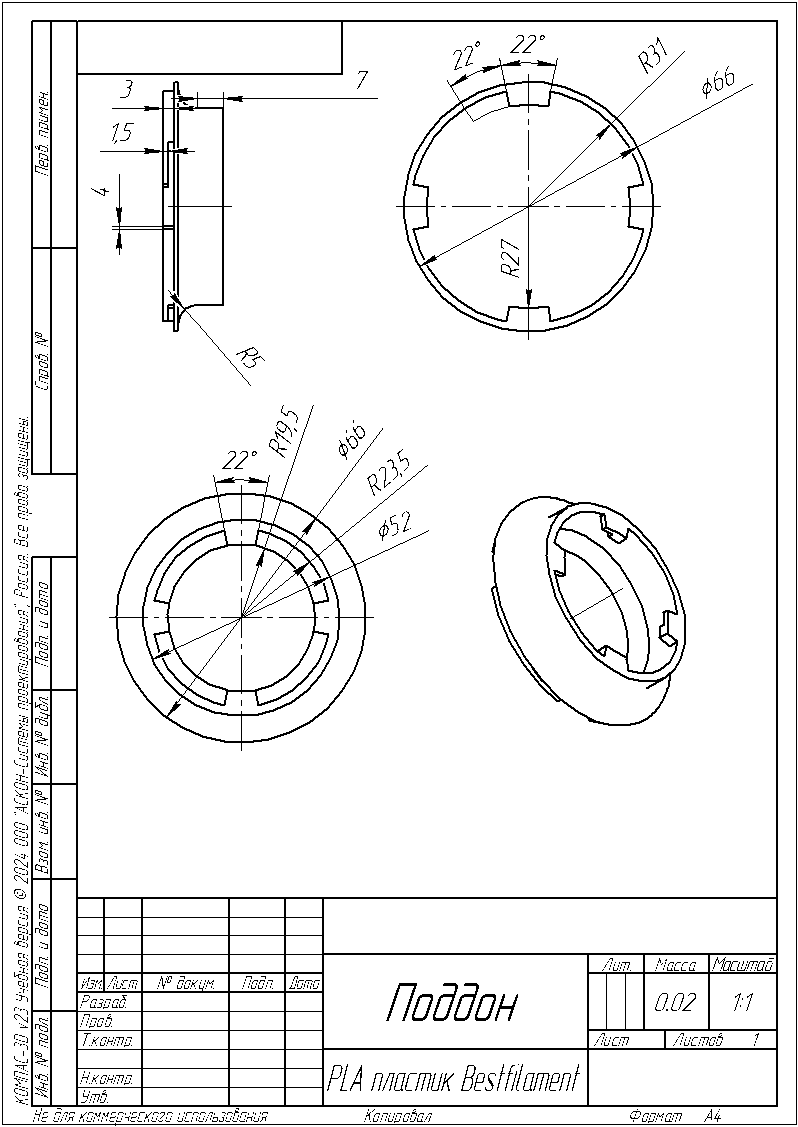 3
7
1,5
4
R5
22°
22°
R31
ϕ66
R27
22°
R19,5
ϕ66
R23,5
ϕ52
Перв. примен.
Справ. №
Подп. и дата
Инв. № дубл.
Взам. инв. №
Подп. и дата
Инв. № подл.
КОМПАС-3D v23 Учебная версия © 2024 ООО "АСКОН-Системы проектирования", Россия. Все права защищены.
Изм. Лист № докум. Подп. Дата
Разраб.
Пров.
Т.контр.
Н.контр.
Утв.
Поддон
PLA пластик Bestfilament
Лит. Масса Масштаб
0.02 1:1
Лист Листов 1
Не для коммерческого использования Копировал Формат A4